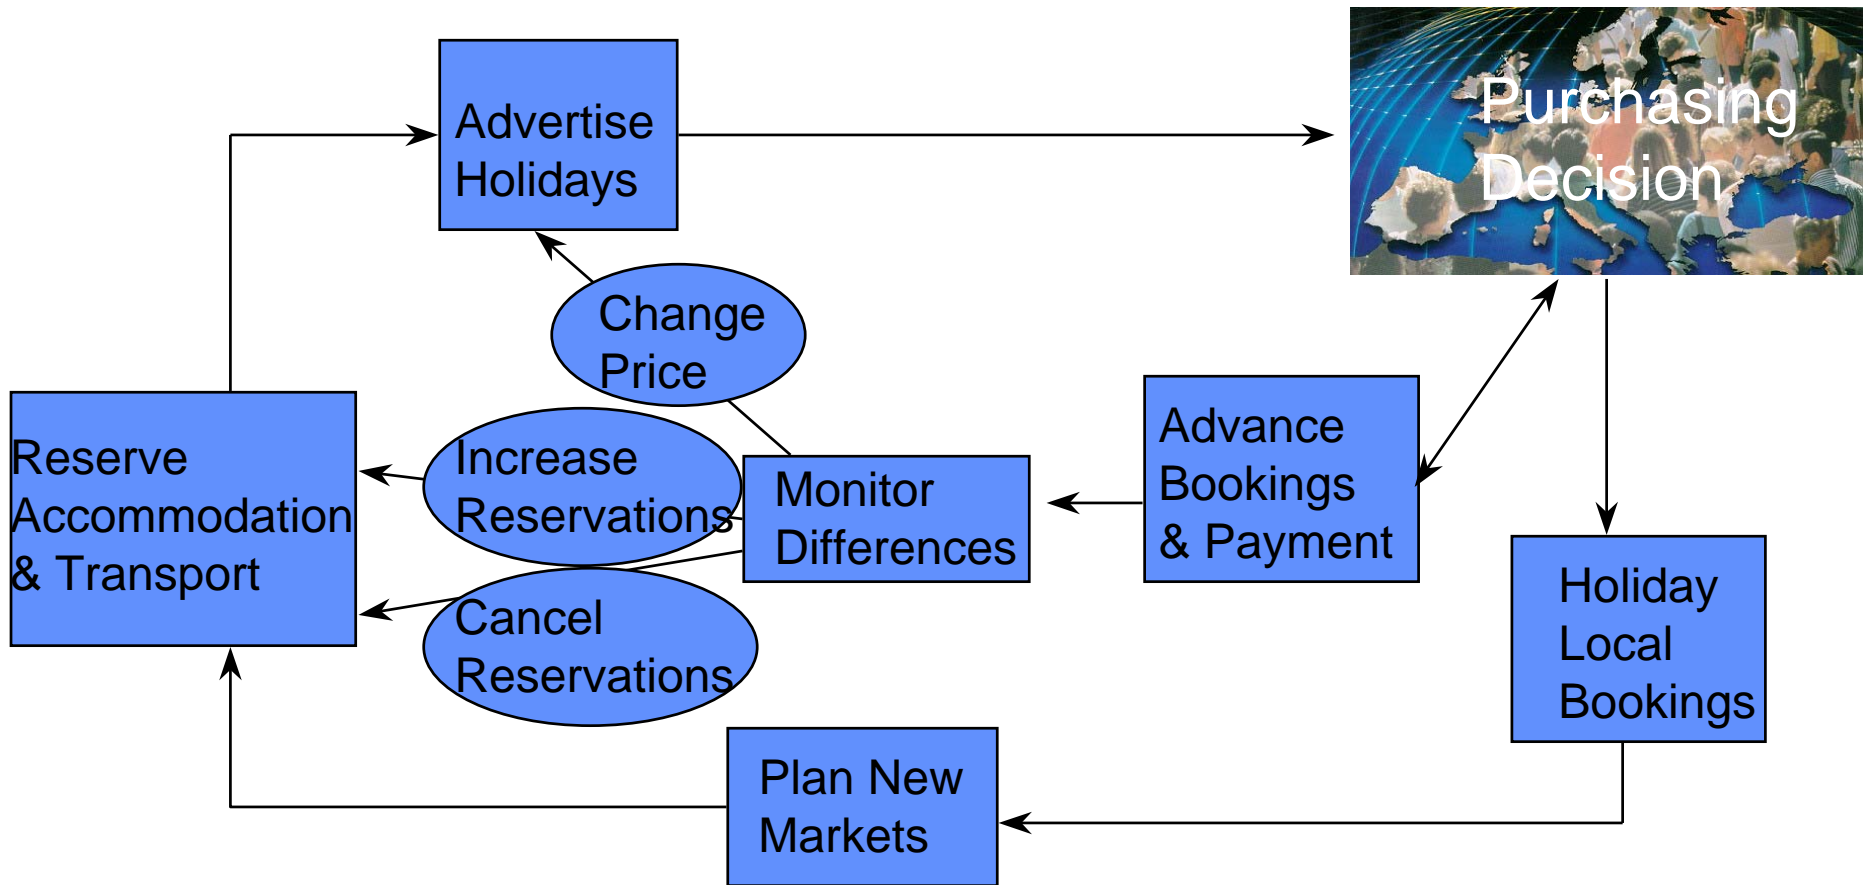 Advertise
Holidays
Purchasing
Decision
Change
Price
Reserve
Accommodation
& Transport
Increase
Reservations
Monitor
Differences
Advance
Bookings
& Payment
Cancel
Reservations
Holiday
Local
Bookings
Plan New
Markets